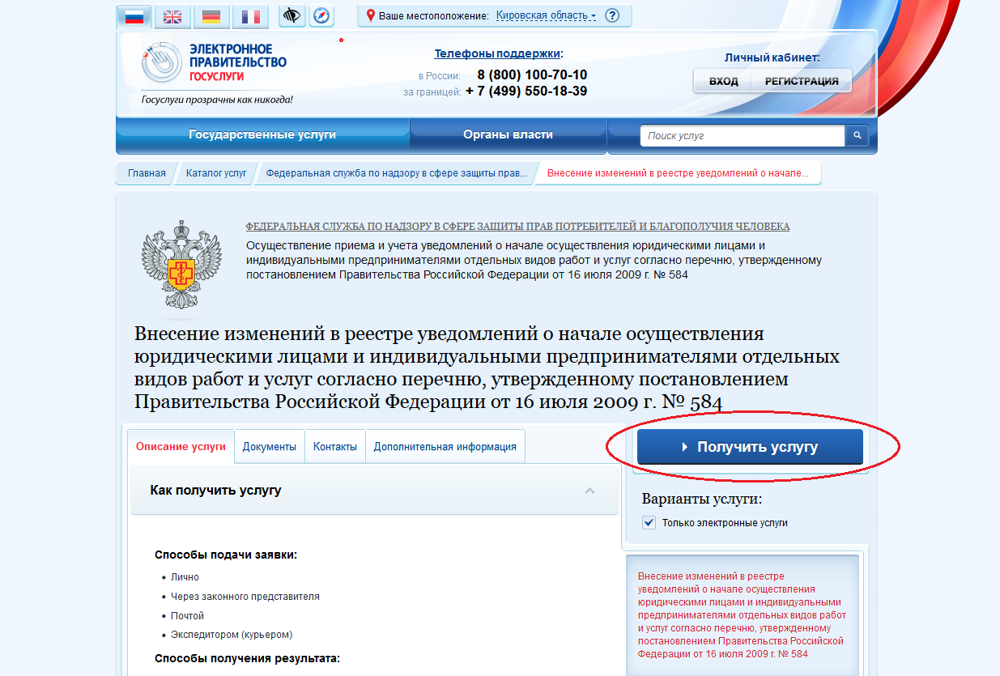 Ваше местоположение: Кировская область ?
ЭЛЕКТРОННОЕ
ПРАВИТЕЛЬСТВО
ГОСУСЛУГИ
Госуслуги прозрачны как никогда!
Телефоны поддержки:
в России: 8 (800) 100-70-10
за границей: + 7 (499) 550-18-39
Личный кабинет:
ВХОД РЕГИСТРАЦИЯ
Государственные услуги Органы власти Поиск услуг
Главная Каталог услуг Федеральная служба по надзору в сфере защиты прав... Внесение изменений в реестре уведомлений о начале...
ФЕДЕРАЛЬНАЯ СЛУЖБА ПО НАДЗОРУ В СФЕРЕ ЗАЩИТЫ ПРАВ ПОТРЕБИТЕЛЕЙ И БЛАГОПОЛУЧИЯ ЧЕЛОВЕКА
Осуществление приема и учета уведомлений о начале осуществления юридическими лицами и
индивидуальными предпринимателями отдельных видов работ и услуг согласно перечню, утвержденному
постановлением Правительства Российской Федерации от 16 июля 2009 г. № 584
Внесение изменений в реестре уведомлений о начале осуществления
юридическими лицами и индивидуальными предпринимателями отдельных
видов работ и услуг согласно перечню, утвержденному постановлением
Правительства Российской Федерации от 16 июля 2009 г. № 584
Описание услуги Документы Контакты Дополнительная информация
Получить услугу
Как получить услугу
Варианты услуги:
Только электронные услуги
Способы подачи заявки:
• Лично
• Через законного представителя
• Почтой
• Экспедитором (курьером)
Способы получения результата:
Внесение изменений в реестре
уведомлений о начале осуществления
юридическими лицами и индивидуальными
предпринимателями отдельных видов работ
и услуг согласно перечню, утвержденному
постановлением Правительства Российской
Федерации от 16 июля 2009 г. № 584